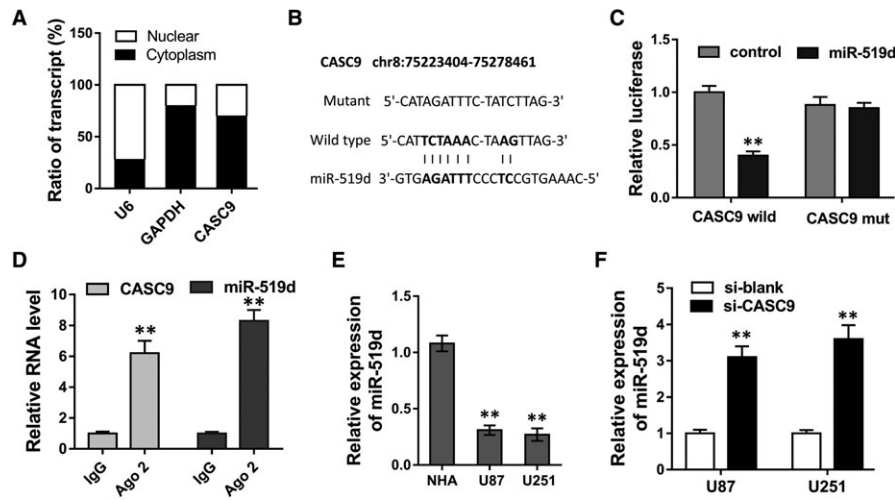 A
Nuclear
Cytoplasm
Ratio of transcript (%)
150
100
50
0
U6
GAPDH
CASC9
B
CASC9 chr8:75223404-75278461
Mutant 5'-CATAGATTTC-TATCTTAG-3'
Wild type 5'-CATTCTAAAC-TAAGTTAG-3'
miR-519d 3'-GTGAGATTTCCCTCCGTGAAAC-5'
C
control
miR-519d
Relative luciferase
1.5
1.0
0.5
0.0
**
CASC9 wild
CASC9 mut
D
CASC9
miR-519d
Relative RNA level
10
8
6
4
2
0
**
**
IgG
Ago 2
IgG
Ago 2
E
Relative expression
of miR-519d
1.5
1.0
0.5
0.0
**
**
NHA
U87
U251
F
si-blank
si-CASC9
Relative expression
of miR-519d
5
4
3
2
1
0
**
**
U87
U251